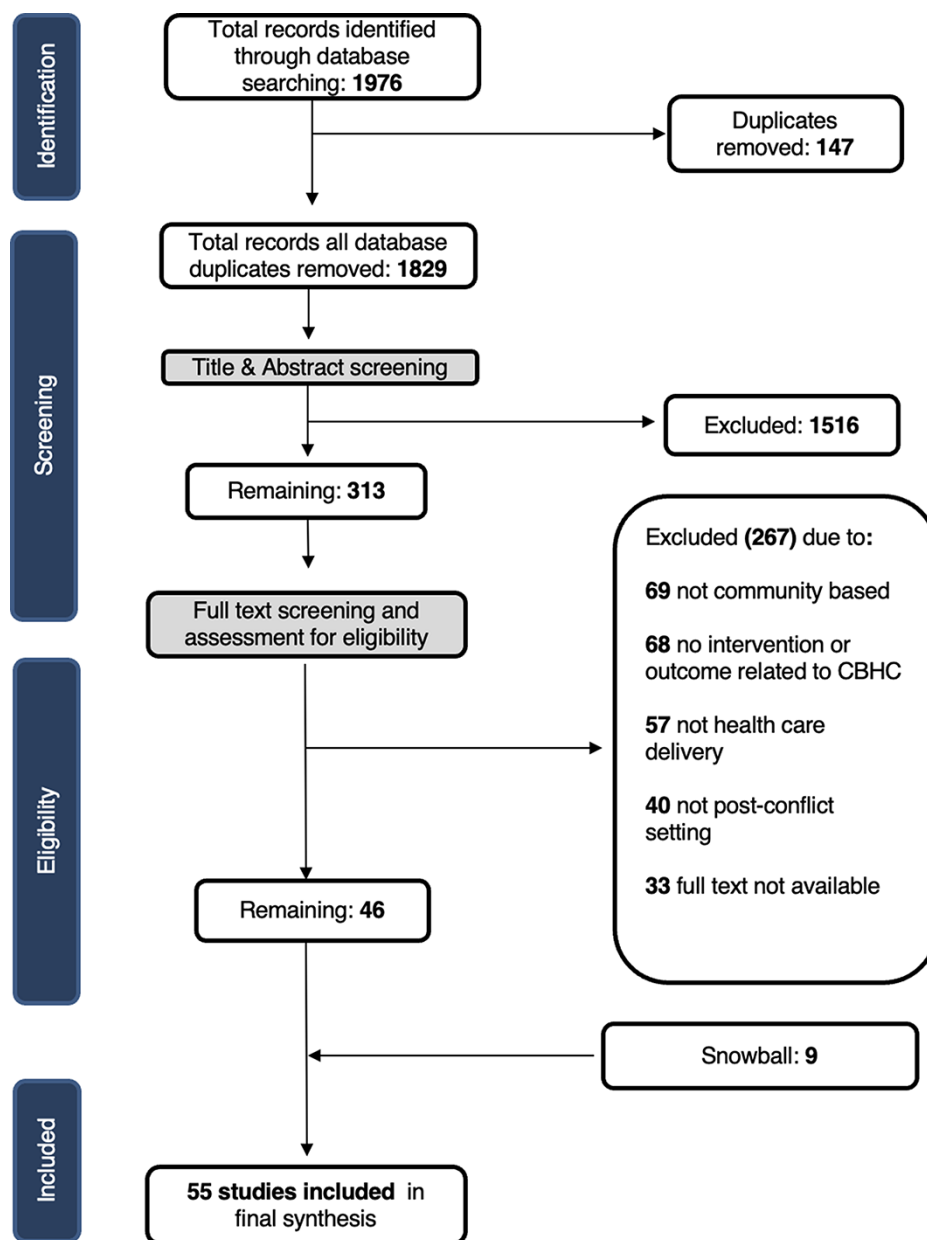 Identification
Total records identified
through database
searching: 1976
Duplicates
removed: 147
Screening
Total records all database
duplicates removed: 1829
Title & Abstract screening
Excluded: 1516
Remaining: 313
Full text screening and
assessment for eligibility
Excluded (267) due to:
69 not community based
68 no intervention or
outcome related to CBHC
57 not health care
delivery
40 not post-conflict
setting
33 full text not available
Eligibility
Remaining: 46
Snowball: 9
Included
55 studies included in
final synthesis